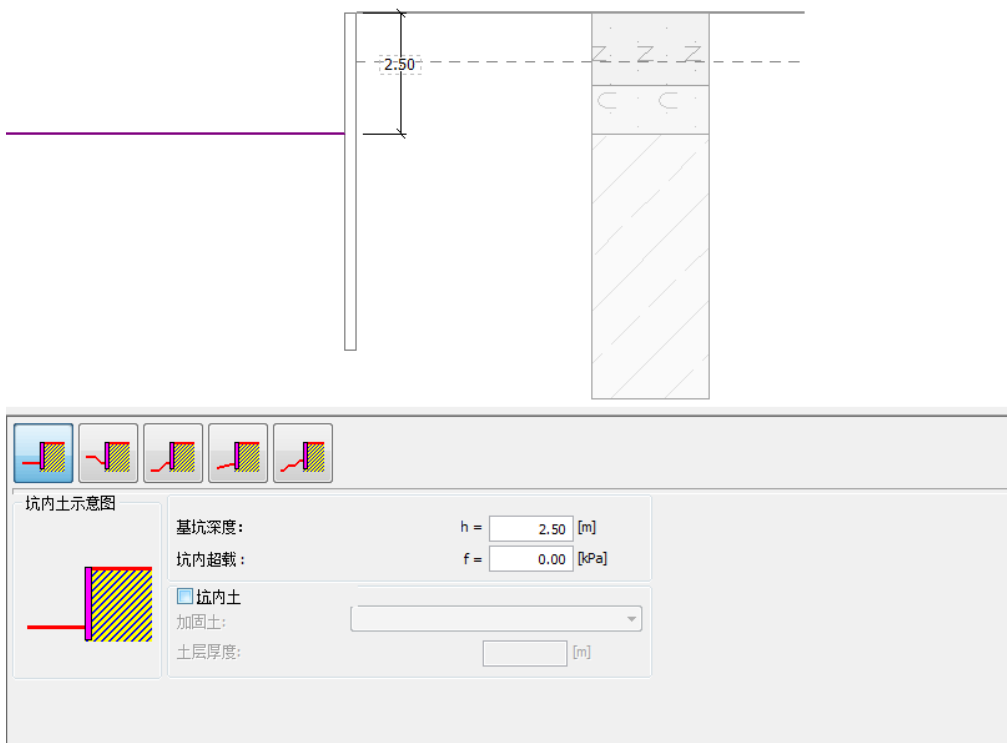 2.50
Z Z Z
坑内土示意图
基坑深度: h = 2.50 [m]
坑内超载: f = 0.00 [kPa]
坑内土
加固土:
土层厚度: [m]